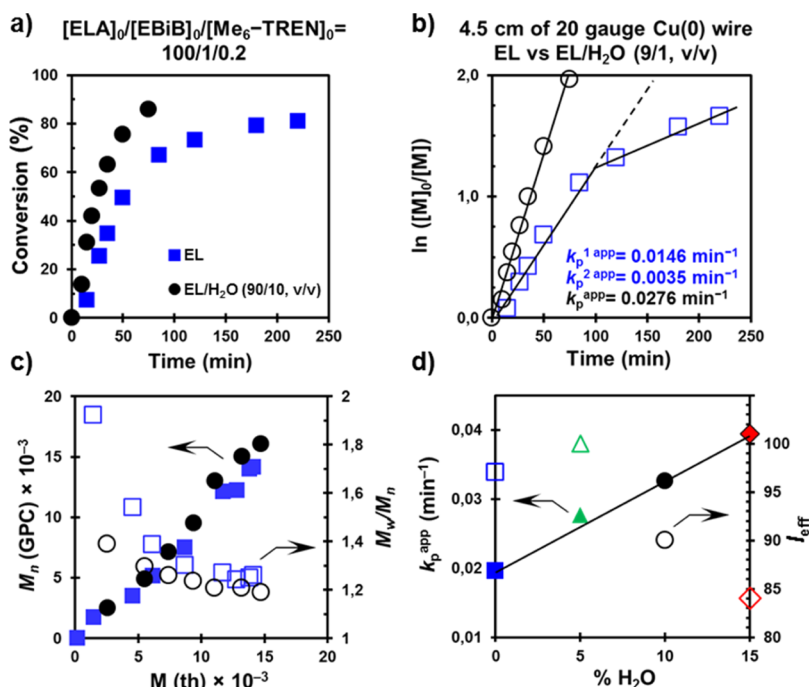 a)
[ELA]₀/[EBiB]₀/[Me₆−TREN]₀=
100/1/0.2
Conversion (%)
100
80
60
40
20
0
EL
EL/H₂O (90/10, v/v)
0 50 100 150 200 250
Time (min)
b)
4.5 cm of 20 gauge Cu(0) wire
EL vs EL/H₂O (9/1, v/v)
ln ([M]₀/[M])
2,0
1,0
0,0
kₚ¹ ᵃᵖᵖ= 0.0146 min⁻¹
kₚ² ᵃᵖᵖ= 0.0035 min⁻¹
kₚᵃᵖᵖ= 0.0276 min⁻¹
0 50 100 150 200 250
Time (min)
c)
Mₙ (GPC) × 10⁻³
20
15
10
5
0
2
1,8
1,6
1,4
1,2
1
M_w/Mₙ
0 5 10 15 20
M (th) × 10⁻³
d)
kₚᵃᵖᵖ (min⁻¹)
0,04
0,03
0,02
0,01
100
95
90
85
80
I_eff
0 5 10 15
% H₂O